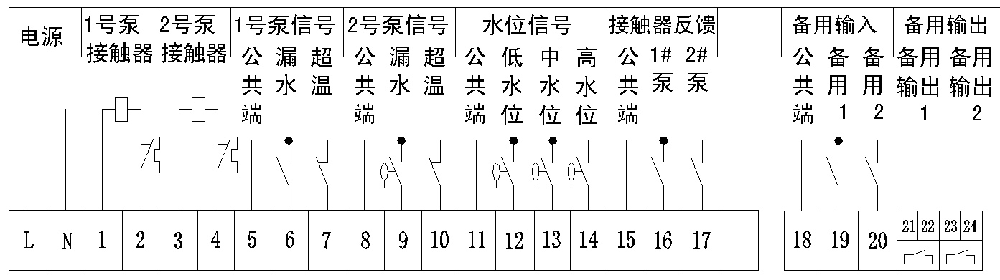 电源
1号泵
接触器
2号泵
接触器
1号泵信号
公共端
漏水
超温
2号泵信号
公共端
漏水
超温
水位信号
公共端
低水位
中水位
高水位
接触器反馈
公共端
1#泵
2#泵
备用输入
公共端
备用1
备用2
备用输出
备用
输出
1
备用
输出
2
L N 1 2 3 4 5 6 7 8 9 10 11 12 13 14 15 16 17 18 19 20 21 22 23 24